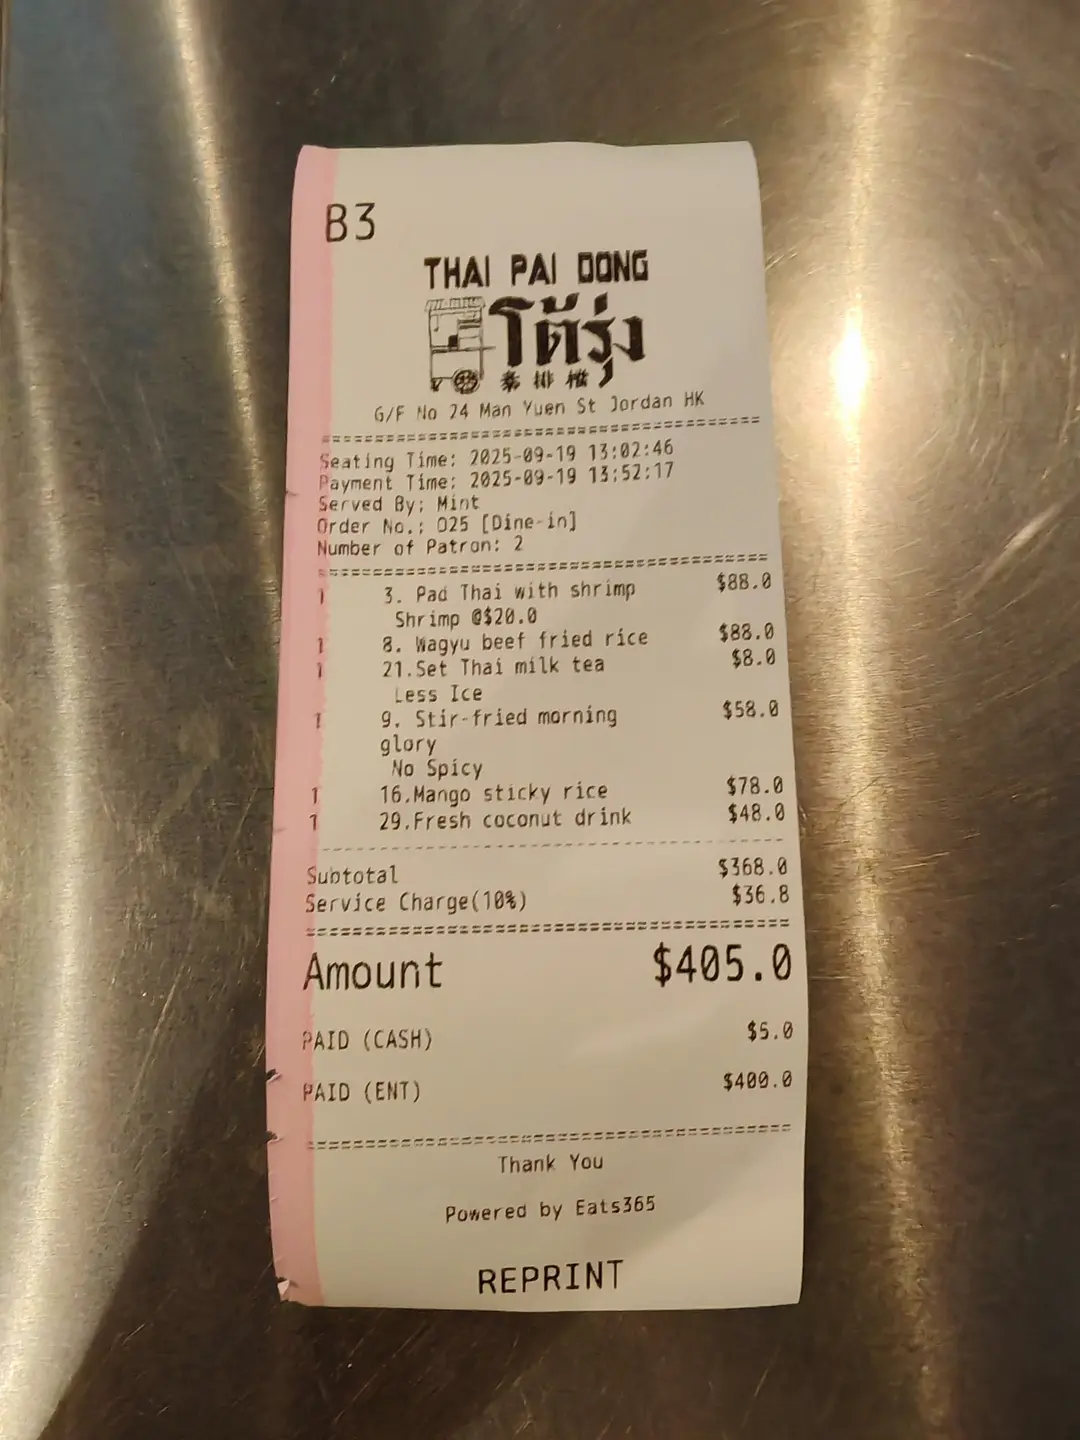 B3
THAI PAI DONG
โต้รุ่ง
泰排檔
G/F No 24 Man Yuen St Jordan HK
Seating Time: 2025-09-19 13:02:46
Payment Time: 2025-09-19 13:52:17
Served By: Mint
Order No.: 025 [Dine-in]
Number of Patron: 2
1 3. Pad Thai with shrimp $88.0
Shrimp @$20.0
1 8. Wagyu beef fried rice $88.0
1 21.Set Thai milk tea $8.0
Less Ice
1 9. Stir-fried morning $58.0
glory
No Spicy
1 16.Mango sticky rice $78.0
1 29.Fresh coconut drink $48.0
Subtotal $368.0
Service Charge(10%) $36.8
Amount $405.0
PAID (CASH) $5.0
PAID (ENT) $400.0
Thank You
Powered by Eats365
REPRINT